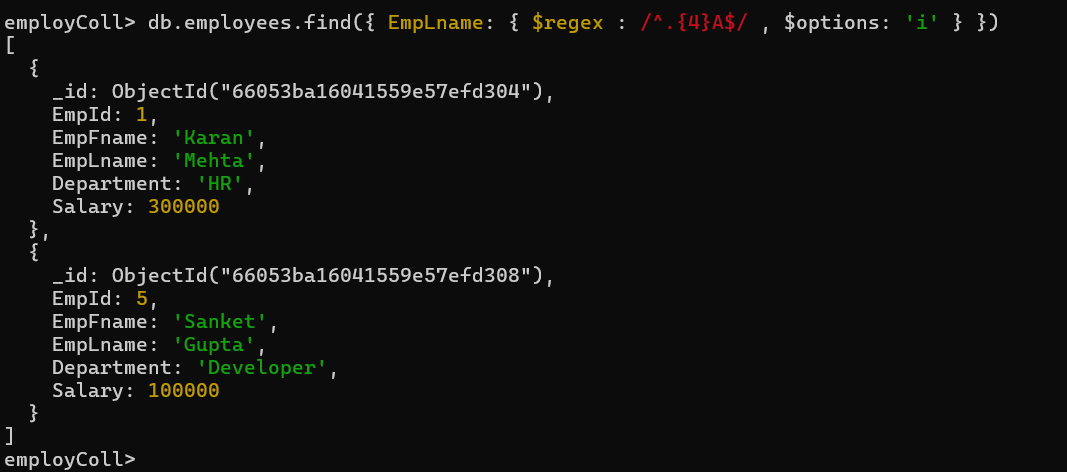 employColl> db.employees.find({ EmpLname: { $regex : /^.{4}A$/ , $options: 'i' } })
[
  {
    _id: ObjectId("66053ba16041559e57efd304"),
    EmpId: 1,
    EmpFname: 'Karan',
    EmpLname: 'Mehta',
    Department: 'HR',
    Salary: 300000
  },
  {
    _id: ObjectId("66053ba16041559e57efd308"),
    EmpId: 5,
    EmpFname: 'Sanket',
    EmpLname: 'Gupta',
    Department: 'Developer',
    Salary: 100000
  }
]
employColl>